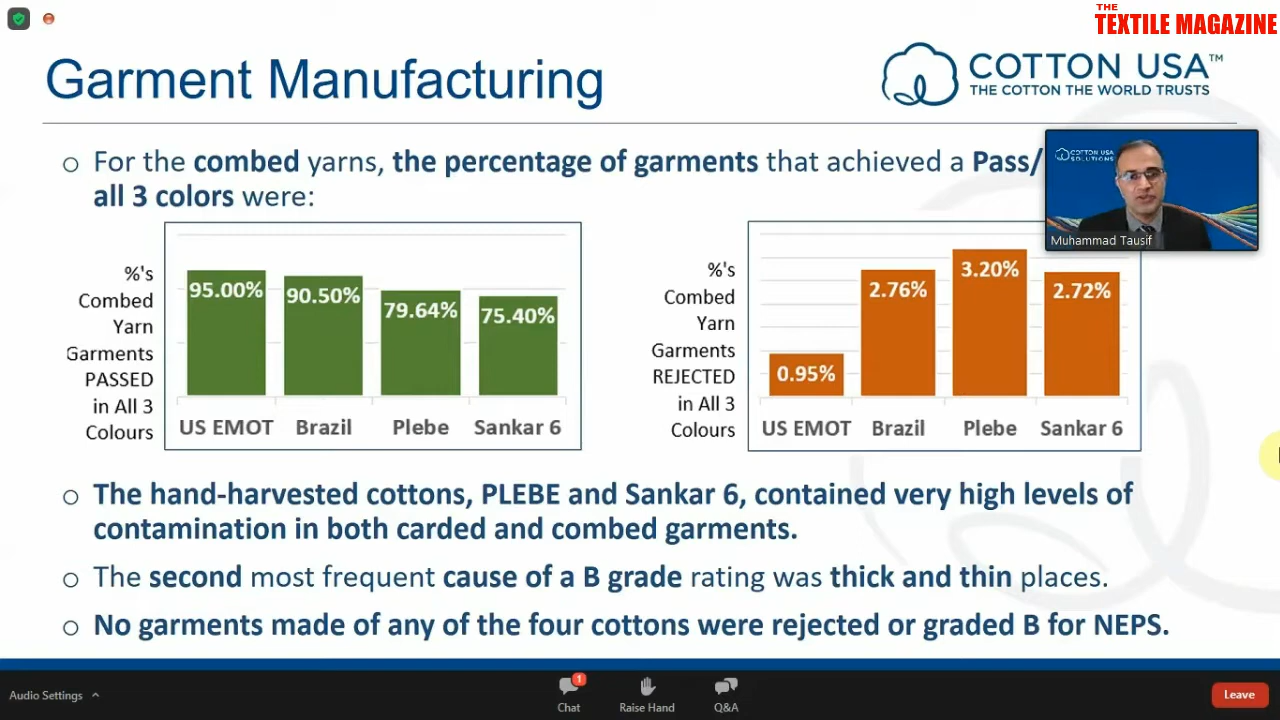 THE
TEXTILE MAGAZINE
Garment Manufacturing
COTTON USA™
THE COTTON THE WORLD TRUSTS
○ For the combed yarns, the percentage of garments that achieved a Pass/
all 3 colors were:
COTTON USA
SOLUTIONS
Muhammad Tausif
%'s
Combed
Yarn
Garments
PASSED
in All 3
Colours
95.00% 90.50% 79.64% 75.40%
US EMOT Brazil Plebe Sankar 6
%'s
Combed
Yarn
Garments
REJECTED
in All 3
Colours
0.95% 2.76% 3.20% 2.72%
US EMOT Brazil Plebe Sankar 6
○ The hand-harvested cottons, PLEBE and Sankar 6, contained very high levels of
contamination in both carded and combed garments.
○ The second most frequent cause of a B grade rating was thick and thin places.
○ No garments made of any of the four cottons were rejected or graded B for NEPS.
Audio Settings
1
Chat
Raise Hand
Q&A
Leave